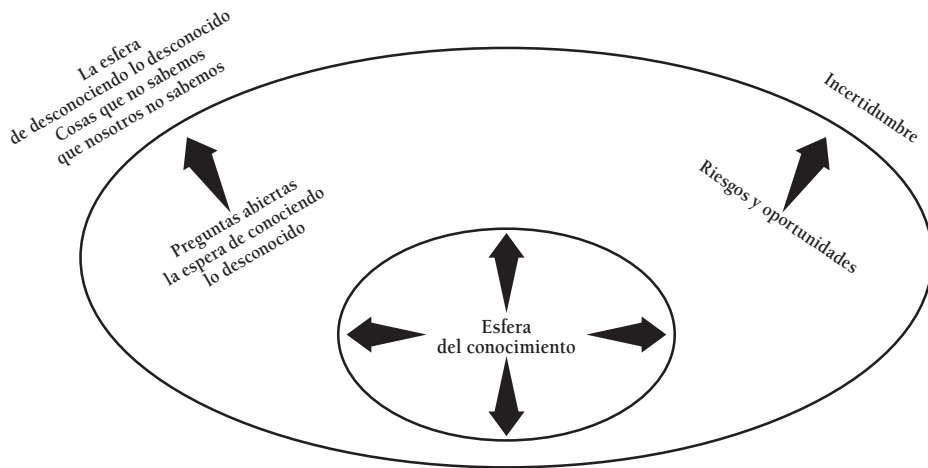 La esfera
de desconociendo lo desconocido
Cosas que no sabemos
que nosotros no sabemos
Incertidumbre
Preguntas abiertas
la espera de conociendo
lo desconocido
Riesgos y oportunidades
Esfera
del conocimiento